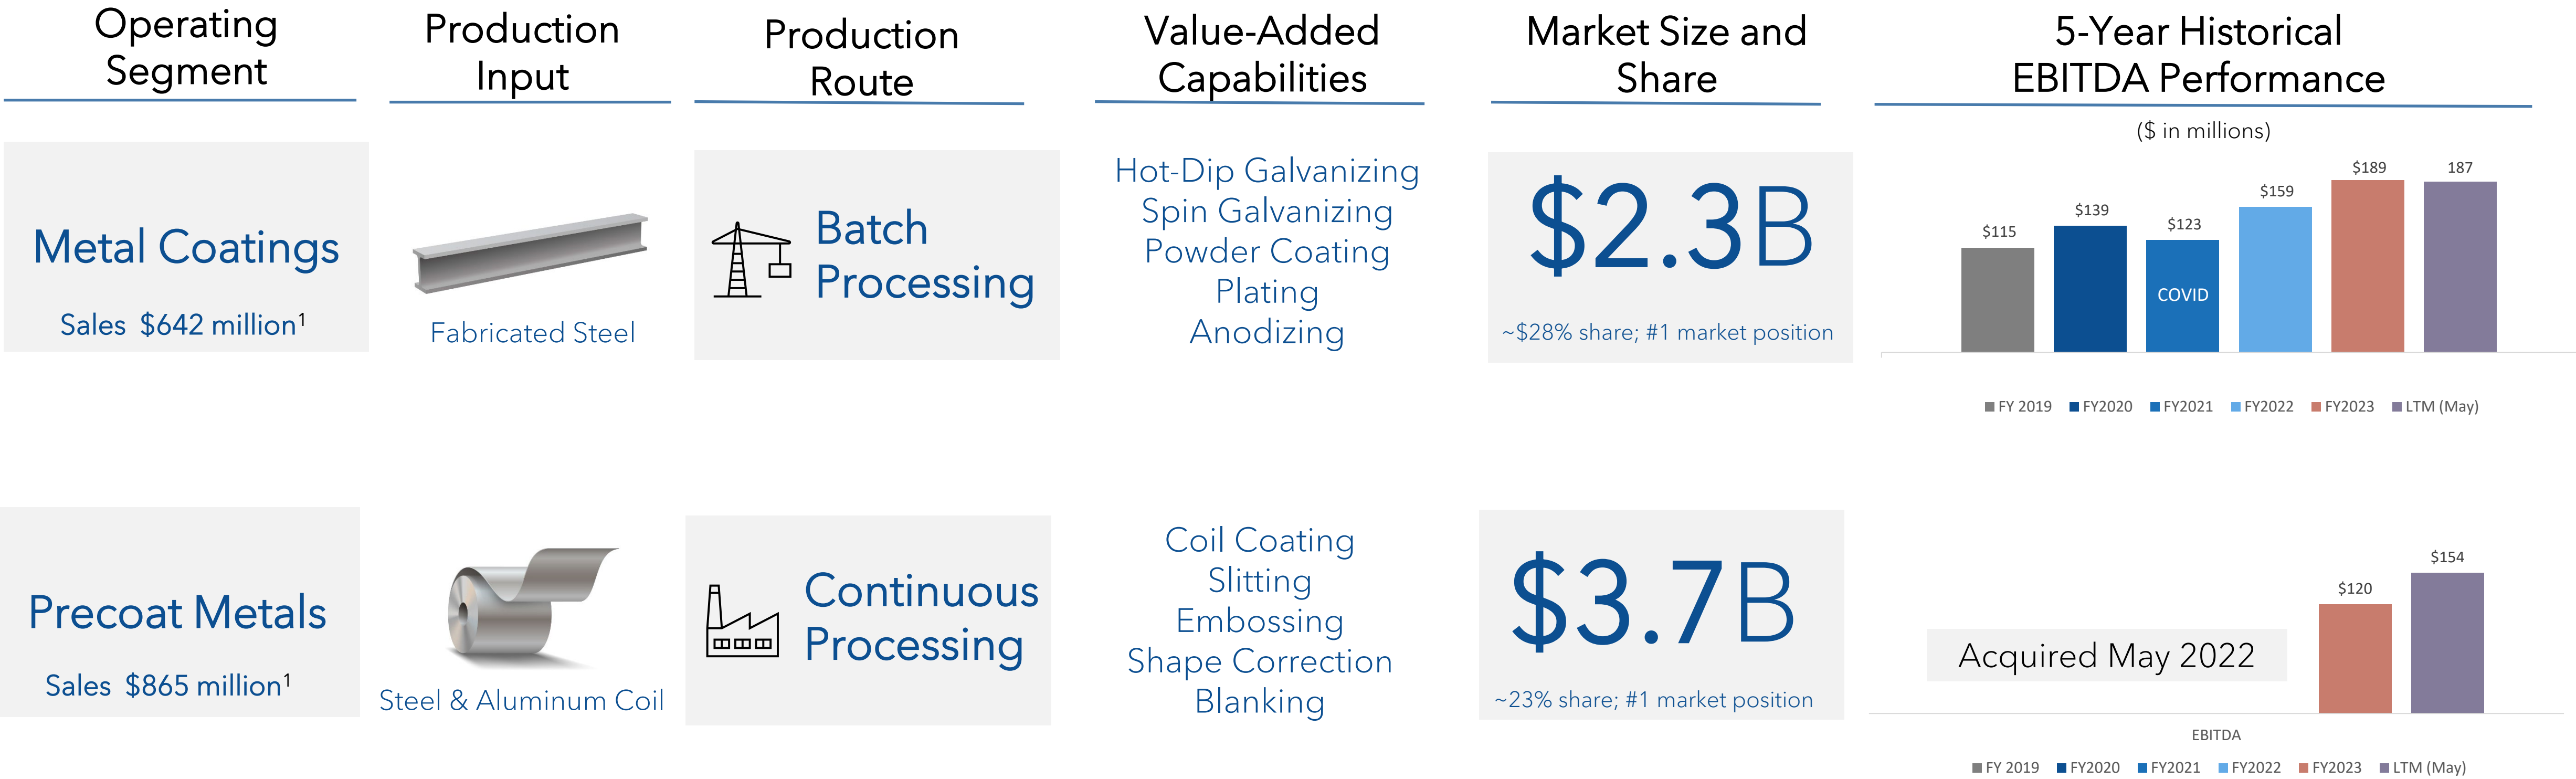 Operating
Segment
Production
Input
Production
Route
Value-Added
Capabilities
Market Size and
Share
5-Year Historical
EBITDA Performance
Metal Coatings
Sales $642 million1
Fabricated Steel
Batch
Processing
Hot-Dip Galvanizing
Spin Galvanizing
Powder Coating
Plating
Anodizing
$2.3B
~$28% share; #1 market position
($ in millions)
$115
$139
$123
COVID
$159
$189
187
FY 2019 FY2020 FY2021 FY2022 FY2023 LTM (May)
Precoat Metals
Sales $865 million1
Steel & Aluminum Coil
Continuous
Processing
Coil Coating
Slitting
Embossing
Shape Correction
Blanking
$3.7B
~23% share; #1 market position
Acquired May 2022
$120
$154
EBITDA
FY 2019 FY2020 FY2021 FY2022 FY2023 LTM (May)